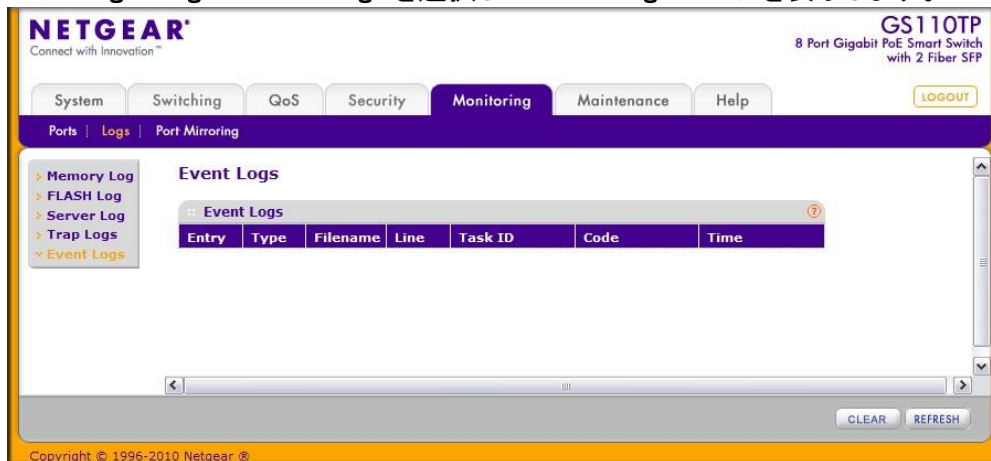 NETGEAR®
GS110TP
Connect with Innovation™
8 Port Gigabit PoE Smart Switch
with 2 Fiber SFP
System Switching QoS Security Monitoring Maintenance Help LOGOUT
Ports | Logs | Port Mirroring
Memory Log
FLASH Log
Server Log
Trap Logs
Event Logs
Event Logs
Event Logs ?
Entry Type Filename Line Task ID Code Time
CLEAR REFRESH
Copyright © 1996-2010 Netgear ®